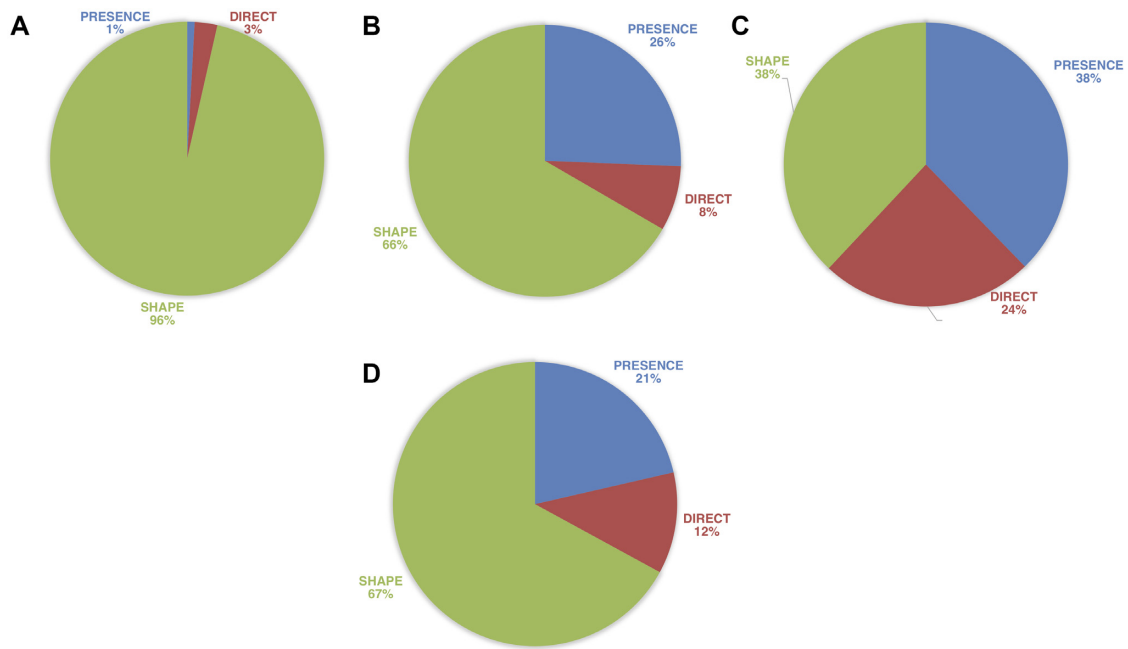 A
PRESENCE
1%
DIRECT
3%
SHAPE
96%
B
PRESENCE
26%
DIRECT
8%
SHAPE
66%
C
SHAPE
38%
PRESENCE
38%
DIRECT
24%
D
PRESENCE
21%
DIRECT
12%
SHAPE
67%